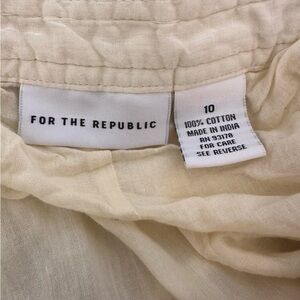 FOR THE REPUBLIC
10
100% COTTON
MADE IN INDIA
RN 93178
FOR CARE
SEE REVERSE